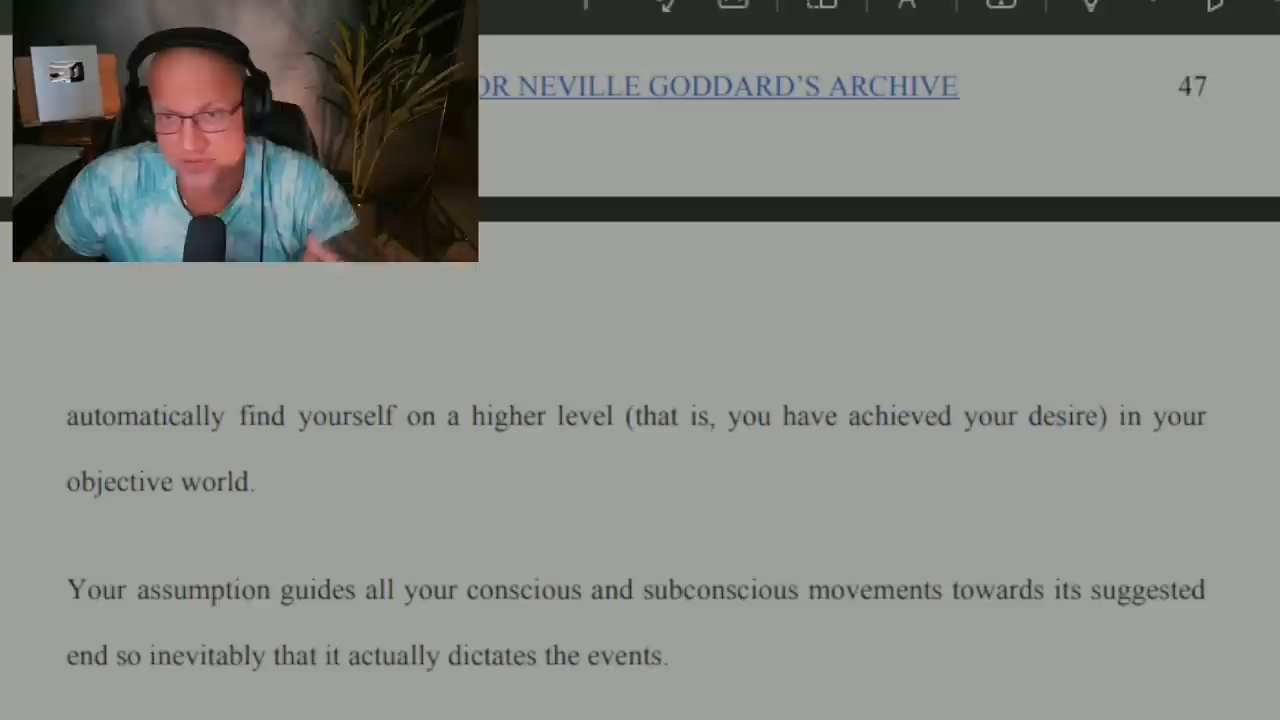 OR NEVILLE GODDARD'S ARCHIVE 47
automatically find yourself on a higher level (that is, you have achieved your desire) in your
objective world.
Your assumption guides all your conscious and subconscious movements towards its suggested
end so inevitably that it actually dictates the events.